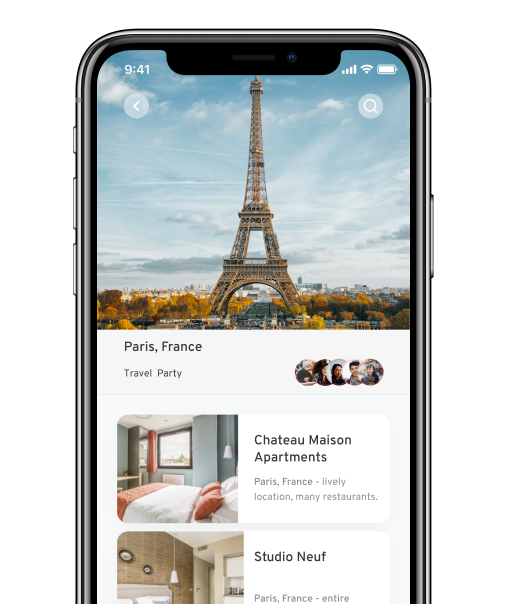 9:41
Paris, France
Travel Party
Chateau Maison
Apartments
Paris, France - lively
location, many restaurants.
Studio Neuf
Paris, France - entire